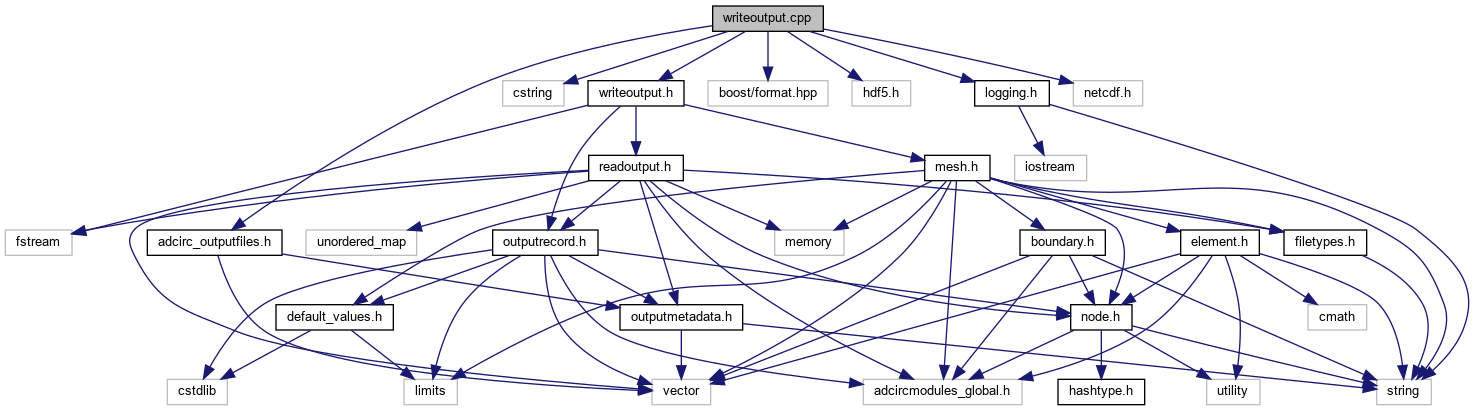 writeoutput.cpp
cstring
writeoutput.h
boost/format.hpp
hdf5.h
logging.h
netcdf.h
readoutput.h
mesh.h
iostream
fstream
adcirc_outputfiles.h
unordered_map
outputrecord.h
memory
boundary.h
element.h
filetypes.h
default_values.h
outputmetadata.h
node.h
cmath
cstdlib
limits
vector
adcircmodules_global.h
hashtype.h
utility
string